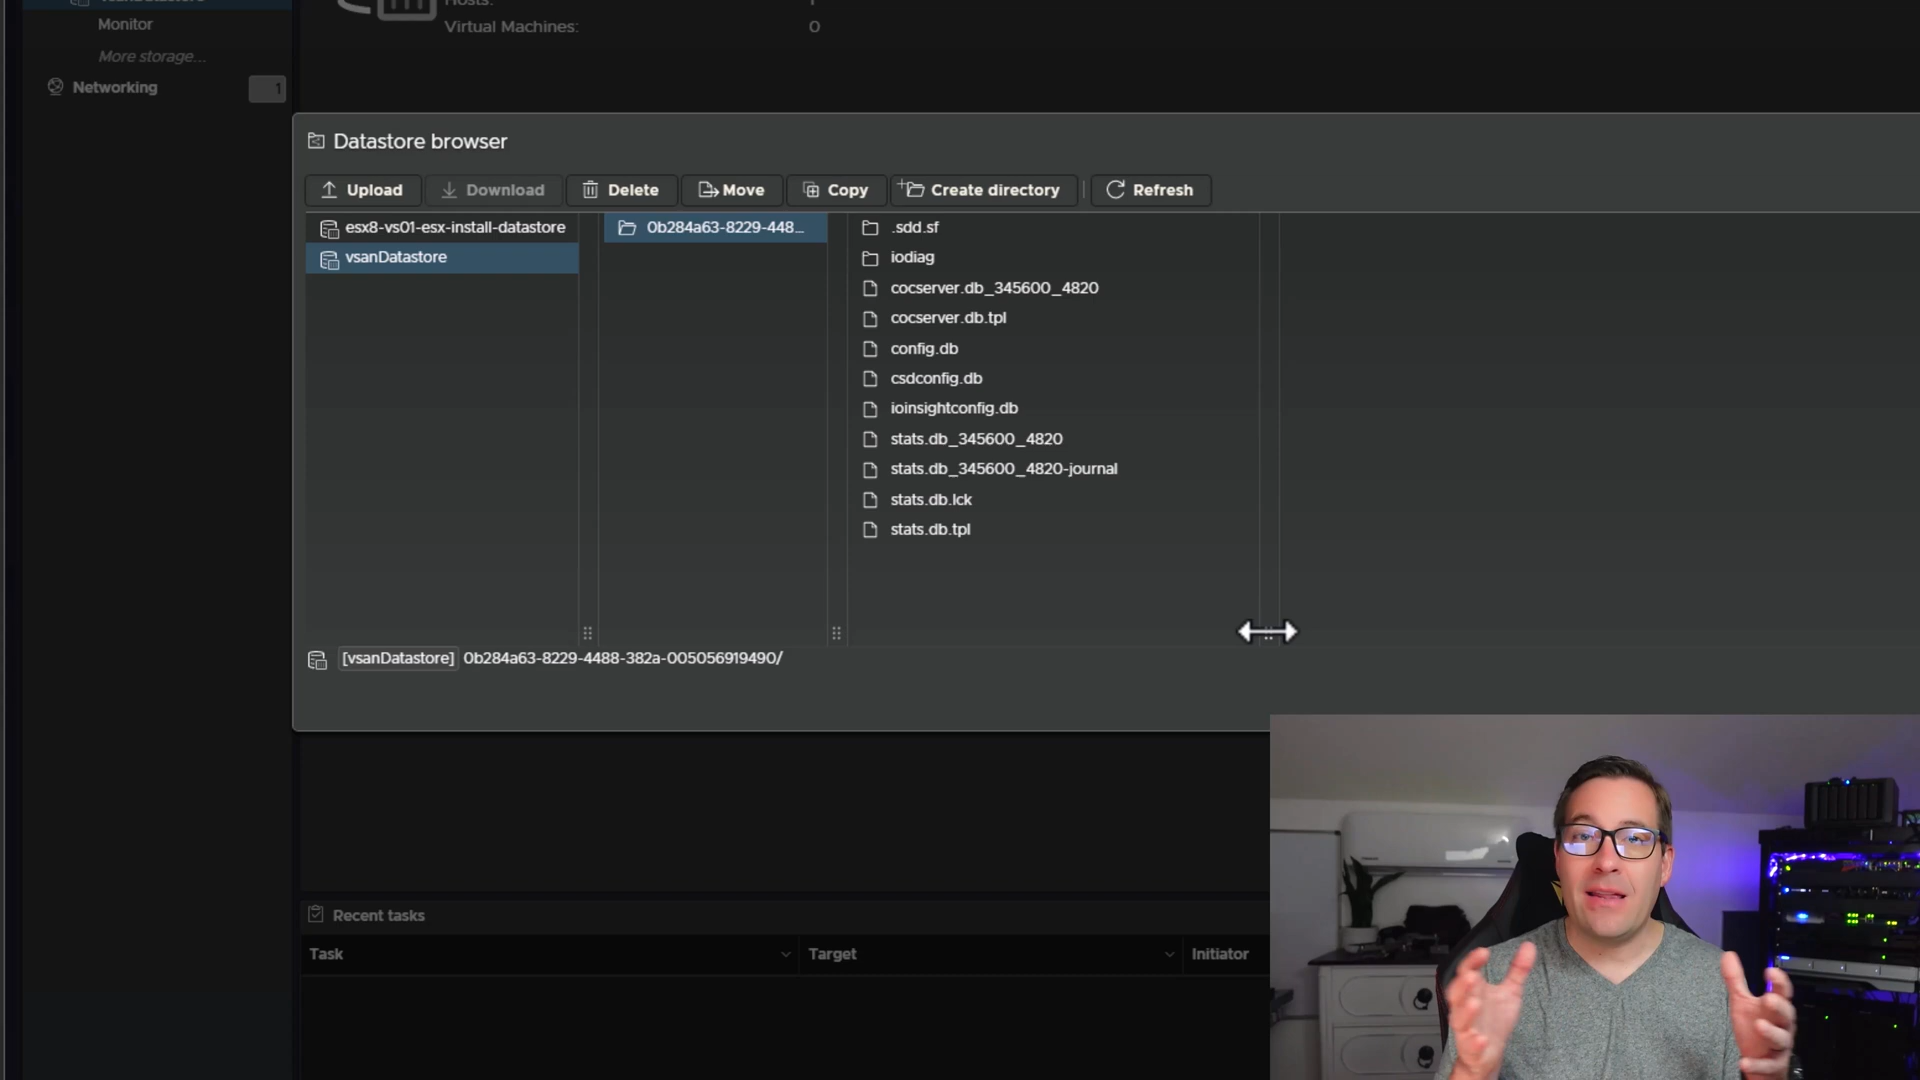 Monitor
More storage...
Networking
1
Hosts:
1
Virtual Machines:
0
Datastore browser
Upload
Download
Delete
Move
Copy
Create directory
Refresh
esx8-vs01-esx-install-datastore
vsanDatastore
0b284a63-8229-448...
.sdd.sf
iodiag
cocserver.db_345600_4820
cocserver.db.tpl
config.db
csdconfig.db
ioinsightconfig.db
stats.db_345600_4820
stats.db_345600_4820-journal
stats.db.lck
stats.db.tpl
[vsanDatastore] 0b284a63-8229-4488-382a-005056919490/
Recent tasks
Task
Target
Initiator